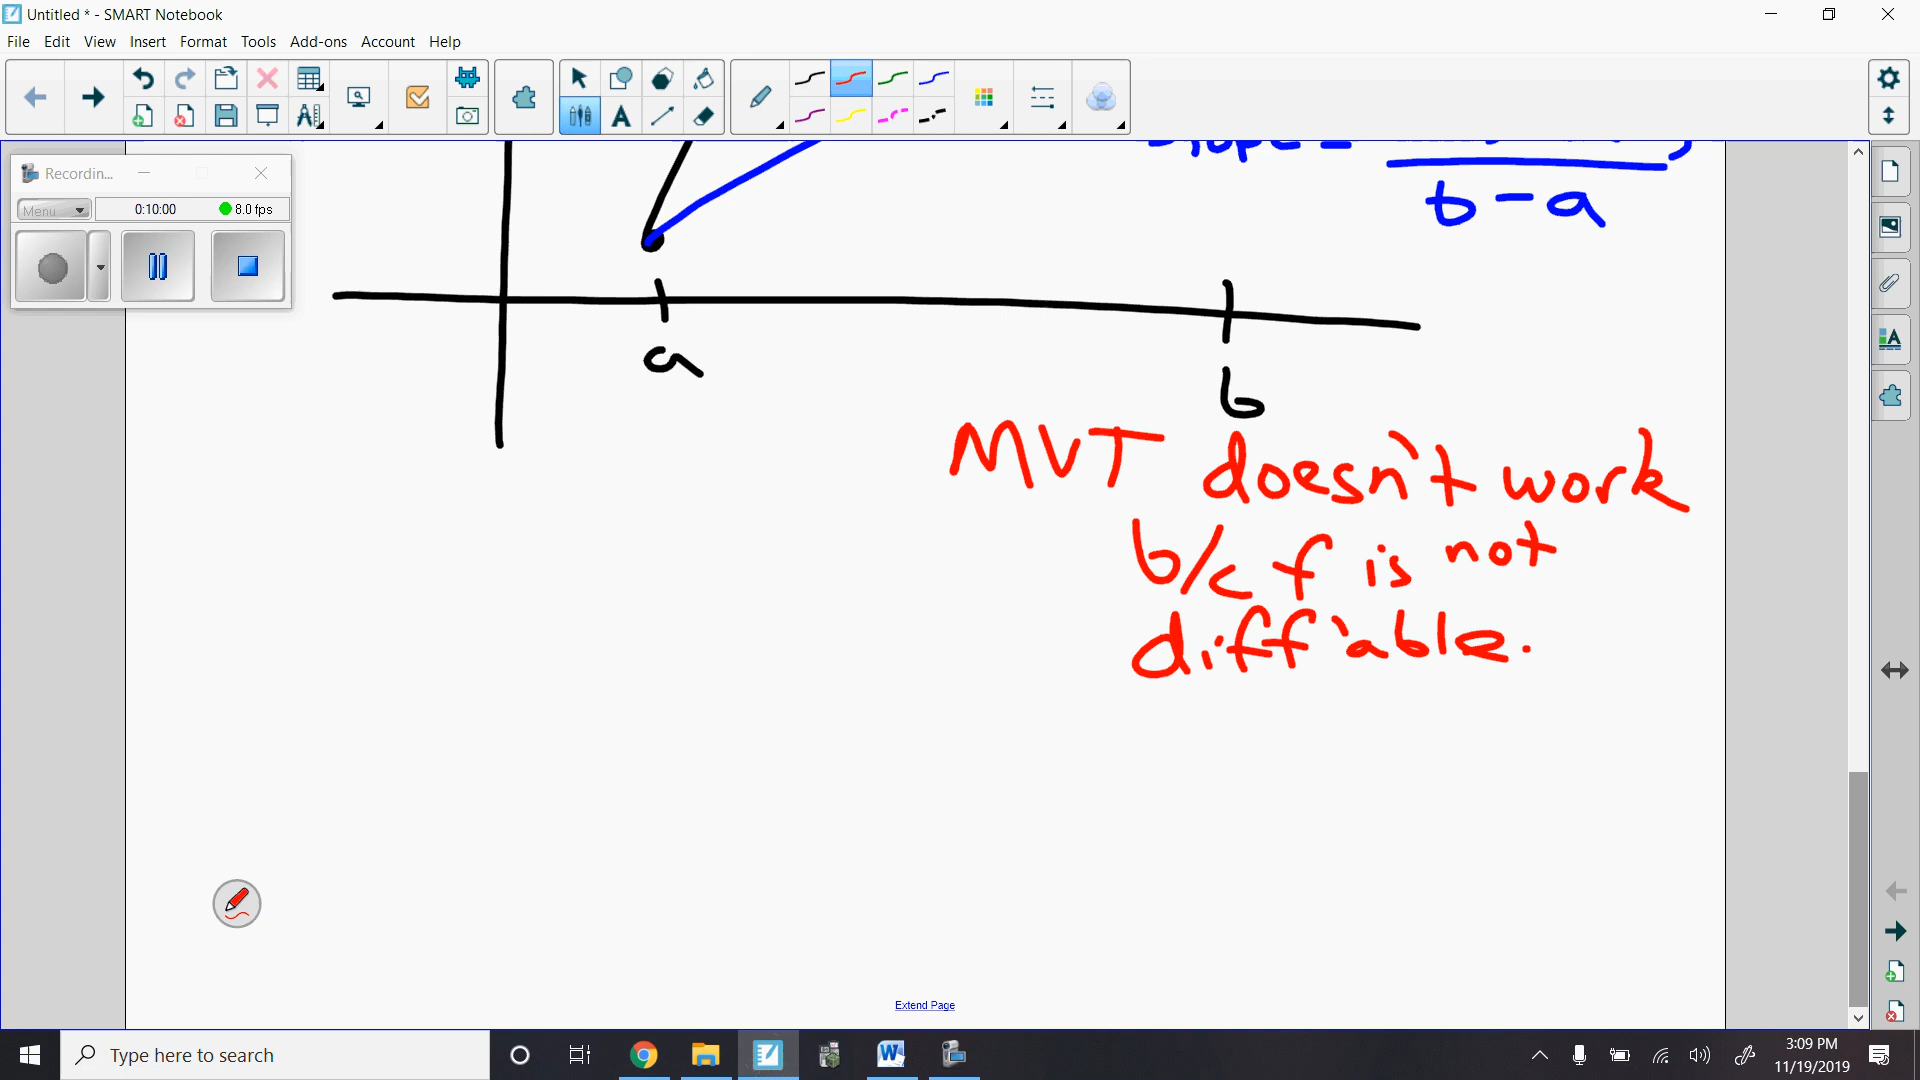 Untitled * - SMART Notebook
File Edit View Insert Format Tools Add-ons Account Help
Recordin...
Menu 0:10:00 8.0 fps
slope =
b - a
a
b
MVT doesn't work
b/c f is not
diff'able.
Extend Page
Type here to search
3:09 PM
11/19/2019